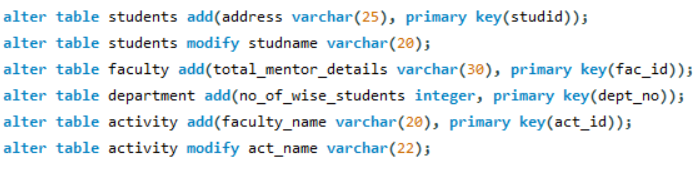 alter table students add(address varchar(25), primary key(studid));
alter table students modify studname varchar(20);
alter table faculty add(total_mentor_details varchar(30), primary key(fac_id));
alter table department add(no_of_wise_students integer, primary key(dept_no));
alter table activity add(faculty_name varchar(20), primary key(act_id));
alter table activity modify act_name varchar(22);